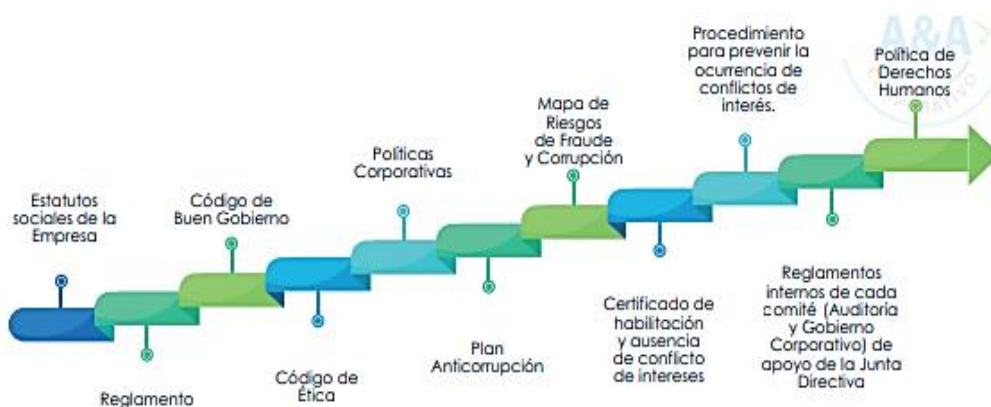 Estatutos
sociales de la
Empresa
Reglamento
Código de
Buen Gobierno
Código de
Ética
Políticas
Corporativas
Plan
Anticorrupción
Mapa de
Riesgos
de Fraude
y Corrupción
Certificado de
habilitación
y ausencia
de conflicto
de intereses
Procedimiento
para prevenir la
ocurrencia de
conflictos de
interés.
Reglamentos
internos de cada
comité (Auditoria
y Gobierno
Corporativo) de
apoyo de la Junta
Directiva
A&A
Política de
Derechos
Humanos